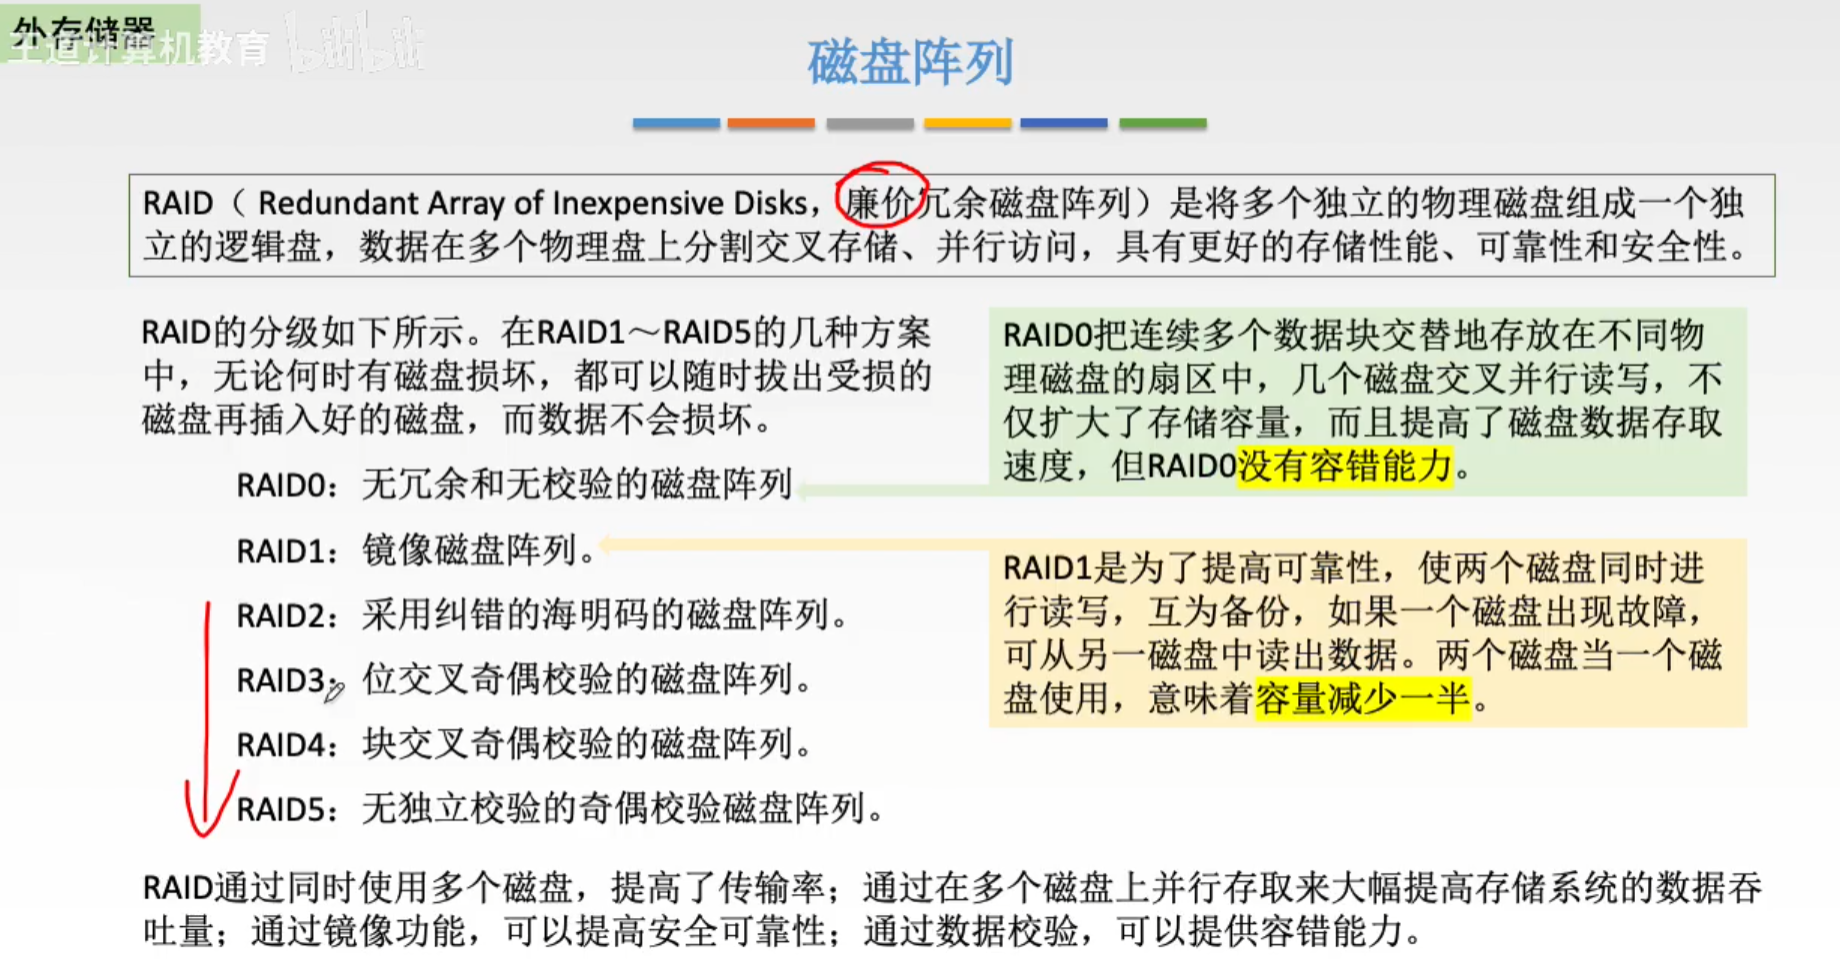 外存储器
王道计算机教育 bilibili
磁盘阵列
RAID（ Redundant Array of Inexpensive Disks，廉价冗余磁盘阵列）是将多个独立的物理磁盘组成一个独
立的逻辑盘，数据在多个物理盘上分割交叉存储、并行访问，具有更好的存储性能、可靠性和安全性。
RAID的分级如下所示。在RAID1～RAID5的几种方案
中，无论何时有磁盘损坏，都可以随时拔出受损的
磁盘再插入好的磁盘，而数据不会损坏。
RAID0：无冗余和无校验的磁盘阵列
RAID1：镜像磁盘阵列。
RAID2：采用纠错的海明码的磁盘阵列。
RAID3：位交叉奇偶校验的磁盘阵列。
RAID4：块交叉奇偶校验的磁盘阵列。
RAID5：无独立校验的奇偶校验磁盘阵列。
RAID0把连续多个数据块交替地存放在不同物
理磁盘的扇区中，几个磁盘交叉并行读写，不
仅扩大了存储容量，而且提高了磁盘数据存取
速度，但RAID0没有容错能力。
RAID1是为了提高可靠性，使两个磁盘同时进
行读写，互为备份，如果一个磁盘出现故障，
可从另一磁盘中读出数据。两个磁盘当一个磁
盘使用，意味着容量减少一半。
RAID通过同时使用多个磁盘，提高了传输率；通过在多个磁盘上并行存取来大幅提高存储系统的数据吞
吐量；通过镜像功能，可以提高安全可靠性；通过数据校验，可以提供容错能力。